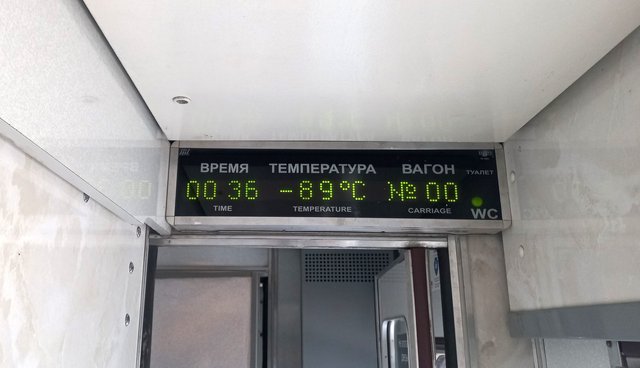 ВРЕМЯ ТЕМПЕРАТУРА ВАГОН ТУАЛЕТ
00 36 -89°C № 00
TIME TEMPERATURE CARRIAGE WC